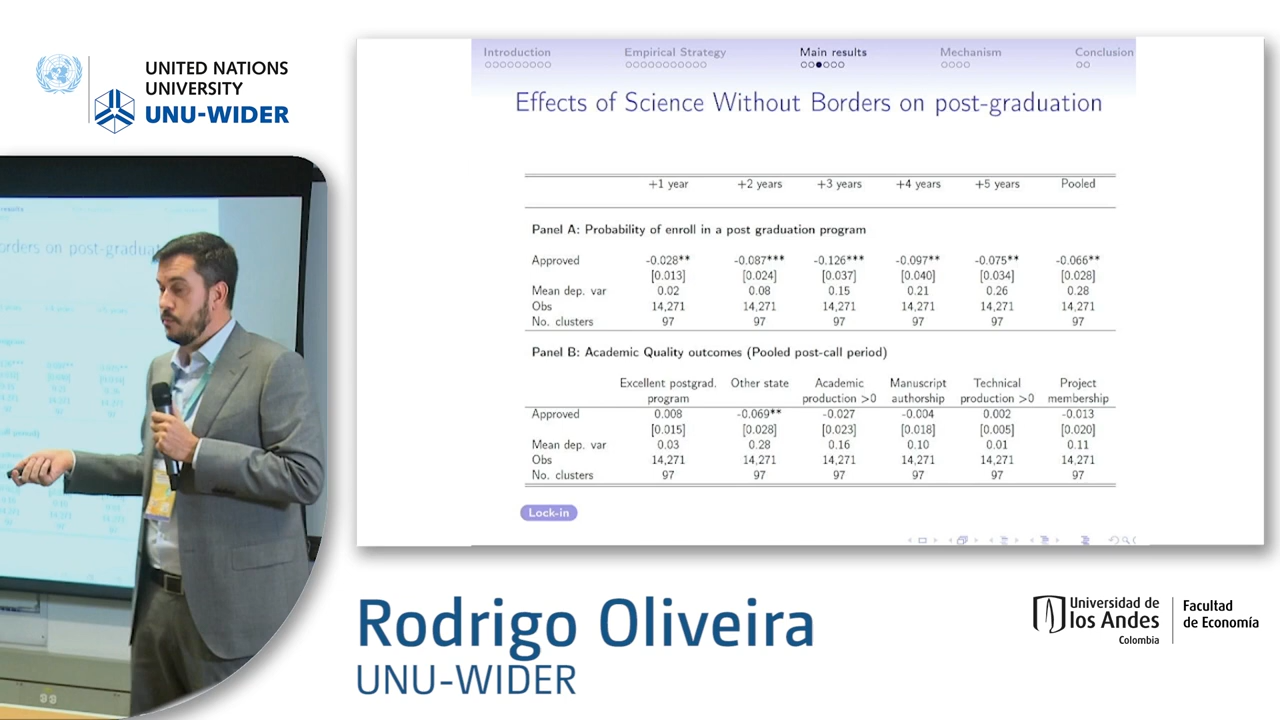 UNITED NATIONS
UNIVERSITY
UNU-WIDER
Introduction Empirical Strategy Main results Mechanism Conclusion
Effects of Science Without Borders on post-graduation
+1 year +2 years +3 years +4 years +5 years Pooled
Panel A: Probability of enroll in a post graduation program
Approved -0.028** -0.087*** -0.126*** -0.097** -0.075** -0.066**
[0.013] [0.024] [0.037] [0.040] [0.034] [0.028]
Mean dep. var 0.02 0.08 0.15 0.21 0.26 0.28
Obs 14,271 14,271 14,271 14,271 14,271 14,271
No. clusters 97 97 97 97 97 97
Panel B: Academic Quality outcomes (Pooled post-call period)
Excellent postgrad. Other state Academic Manuscript Technical Project
program production >0 authorship production >0 membership
Approved 0.008 -0.069** -0.027 -0.004 0.002 -0.013
[0.015] [0.028] [0.023] [0.018] [0.005] [0.020]
Mean dep. var 0.03 0.28 0.16 0.10 0.01 0.11
Obs 14,271 14,271 14,271 14,271 14,271 14,271
No. clusters 97 97 97 97 97 97
Lock-in
orders on post-graduat
Rodrigo Oliveira
UNU-WIDER
Universidad de
los Andes
Colombia
Facultad
de Economía